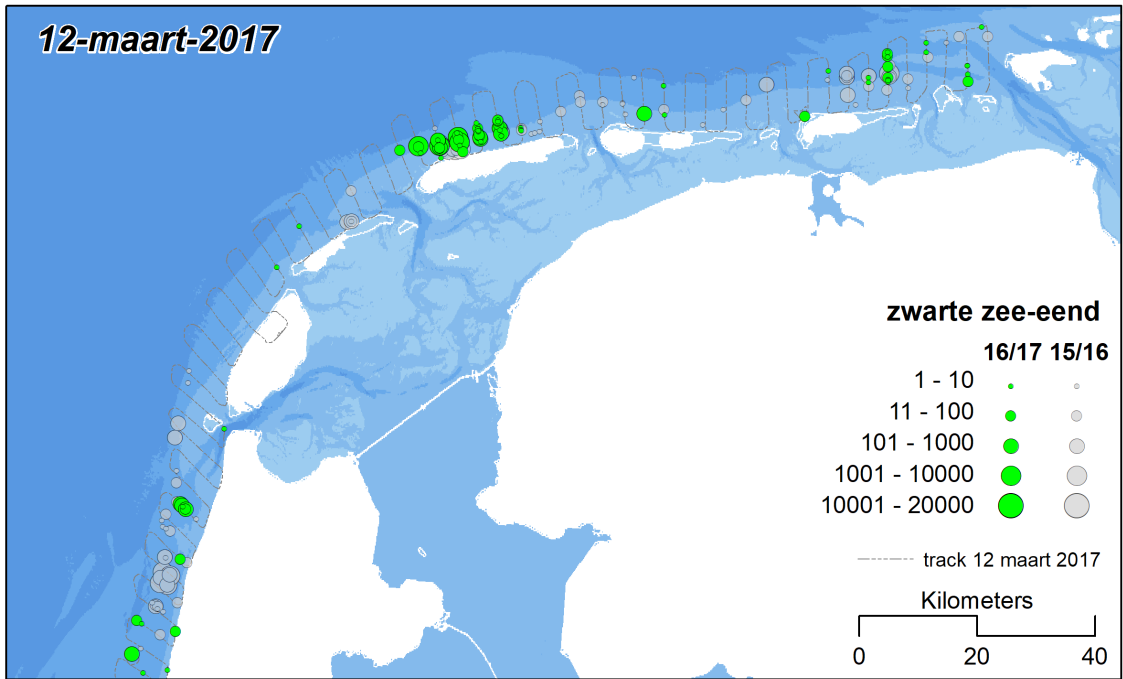 12-maart-2017
zwarte zee-eend
16/17 15/16
1 - 10
11 - 100
101 - 1000
1001 - 10000
10001 - 20000
track 12 maart 2017
Kilometers
0 20 40